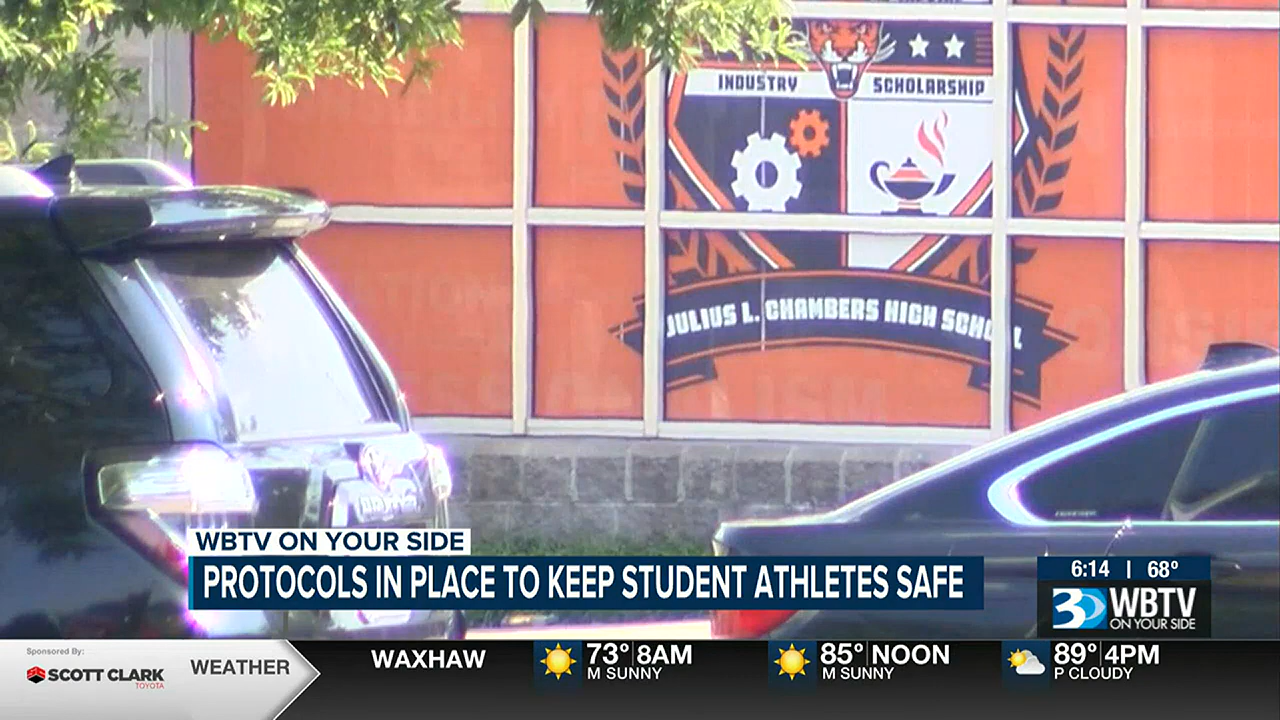 INDUSTRY
SCHOLARSHIP
JULIUS L. CHAMBERS HIGH SCHOOL
WBTV ON YOUR SIDE
PROTOCOLS IN PLACE TO KEEP STUDENT ATHLETES SAFE
6:14 | 68°
3 WBTV
ON YOUR SIDE
Sponsored By:
SCOTT CLARK
TOYOTA
WEATHER
WAXHAW
73° 8AM
M SUNNY
85° NOON
M SUNNY
89° 4PM
P CLOUDY